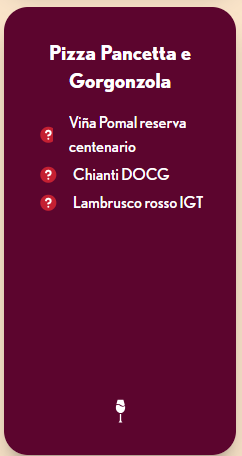 Pizza Pancetta e
Gorgonzola
? Viña Pomal reserva
centenario
? Chianti DOCG
? Lambrusco rosso IGT